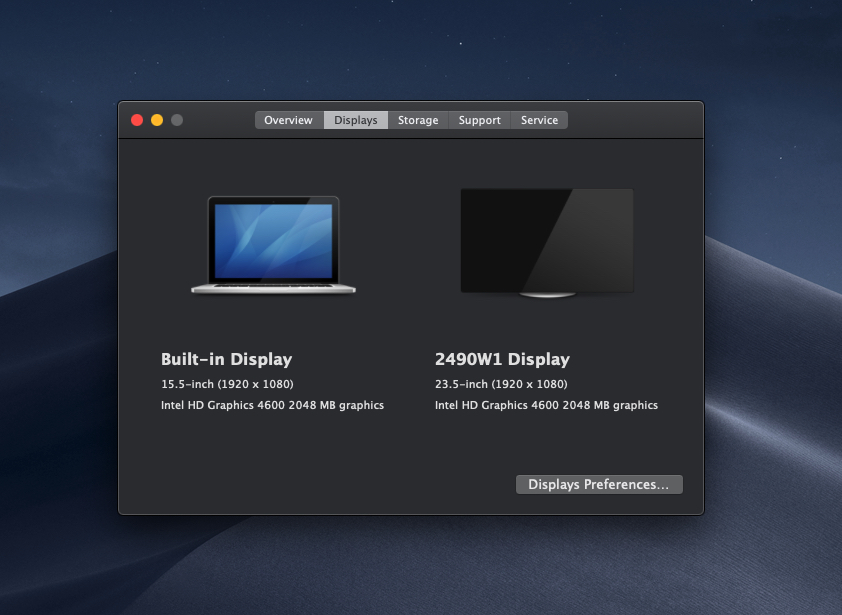 Overview Displays Storage Support Service
Built-in Display
15.5-inch (1920 x 1080)
Intel HD Graphics 4600 2048 MB graphics
2490W1 Display
23.5-inch (1920 x 1080)
Intel HD Graphics 4600 2048 MB graphics
Displays Preferences...